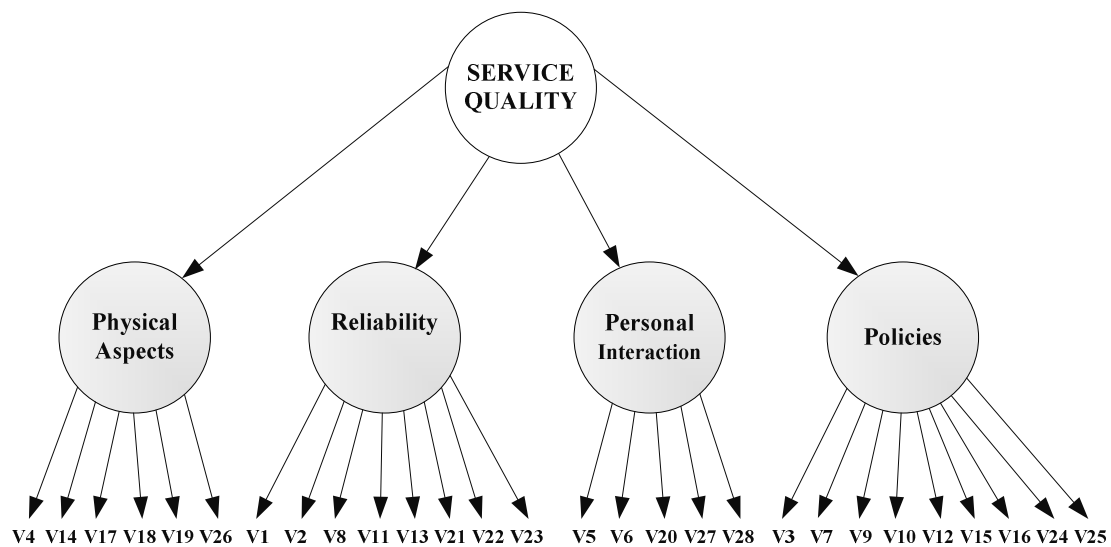 SERVICE
QUALITY
Physical
Aspects
Reliability
Personal
Interaction
Policies
V4 V14 V17 V18 V19 V26 V1 V2 V8 V11 V13 V21 V22 V23 V5 V6 V20 V27 V28 V3 V7 V9 V10 V12 V15 V16 V24 V25